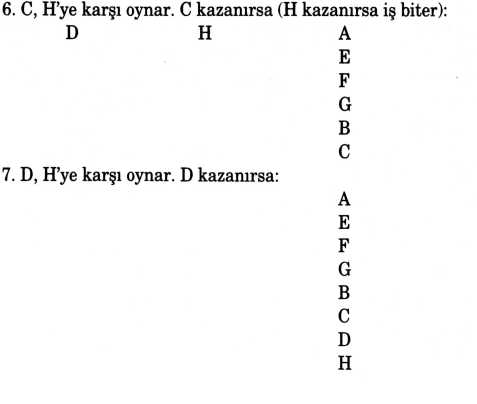 6. C, H'ye karşı oynar. C kazanırsa (H kazanırsa iş biter):
D H A
E
F
G
B
C
7. D, H'ye karşı oynar. D kazanırsa:
A
E
F
G
B
C
D
H